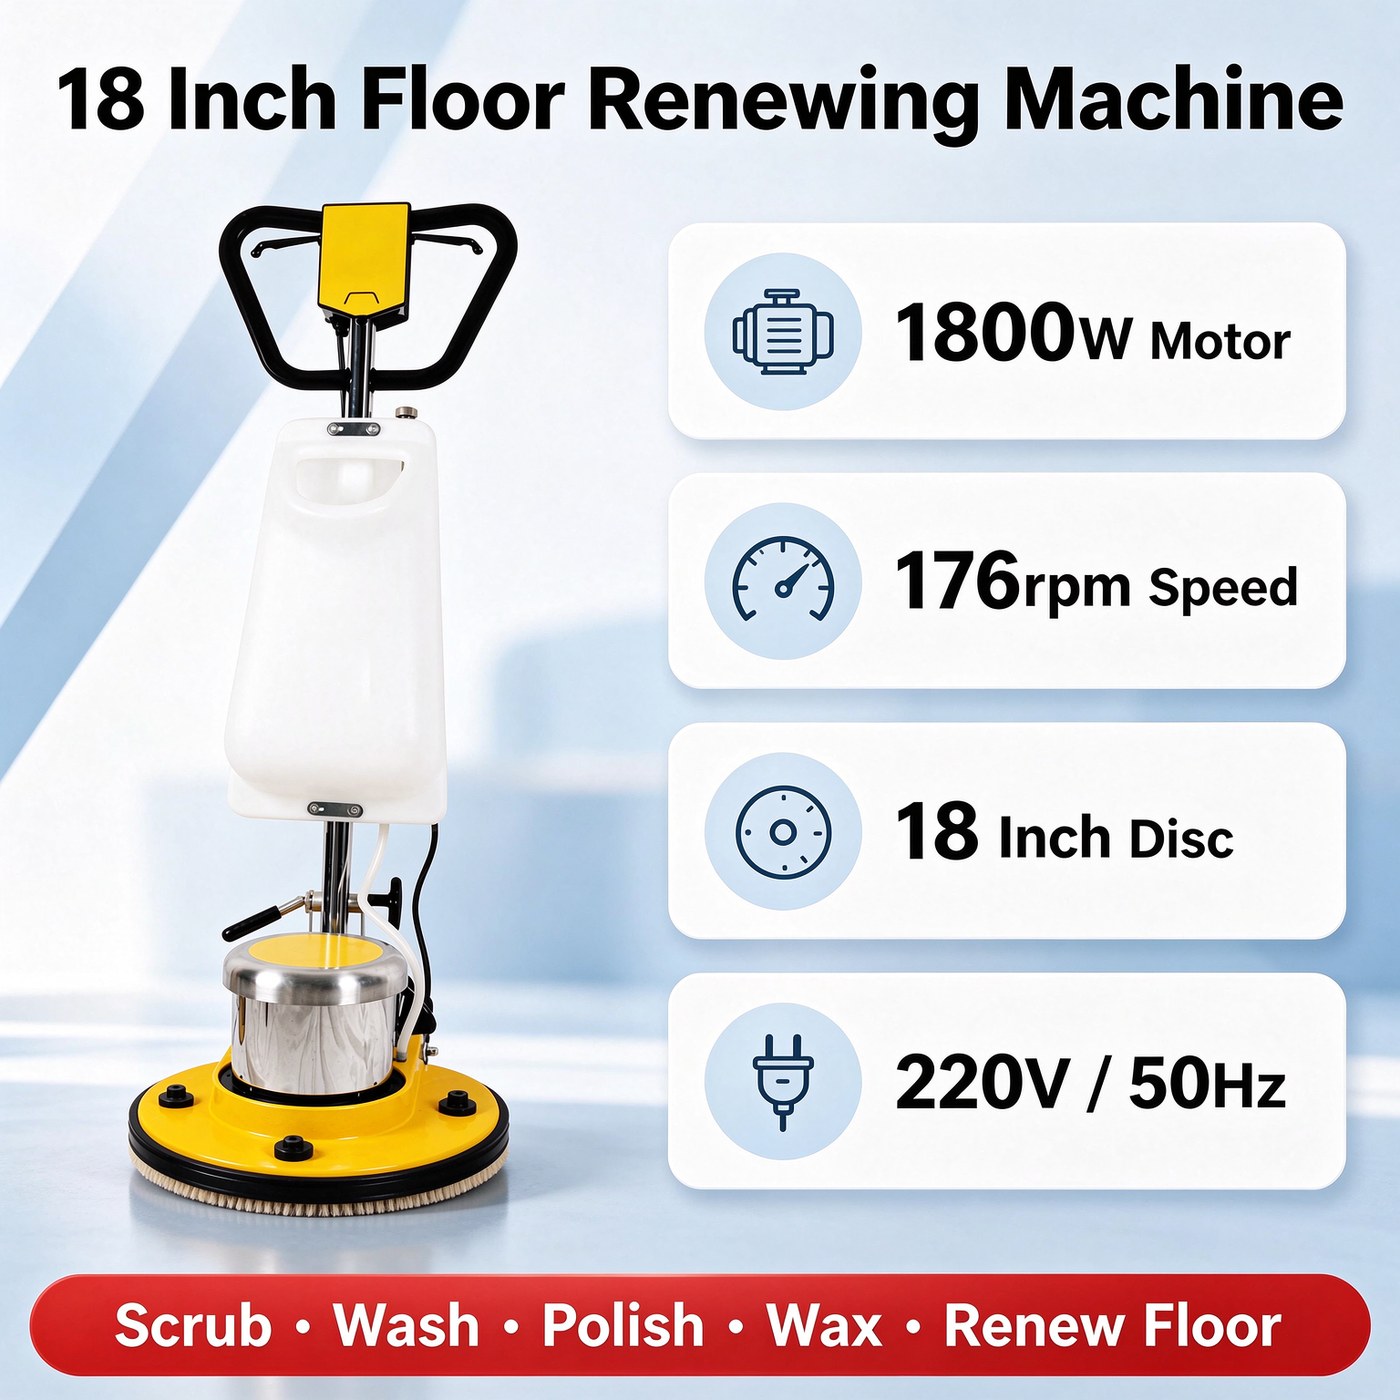 18 Inch Floor Renewing Machine
1800W Motor
176rpm Speed
18 Inch Disc
220V / 50Hz
Scrub • Wash • Polish • Wax • Renew Floor